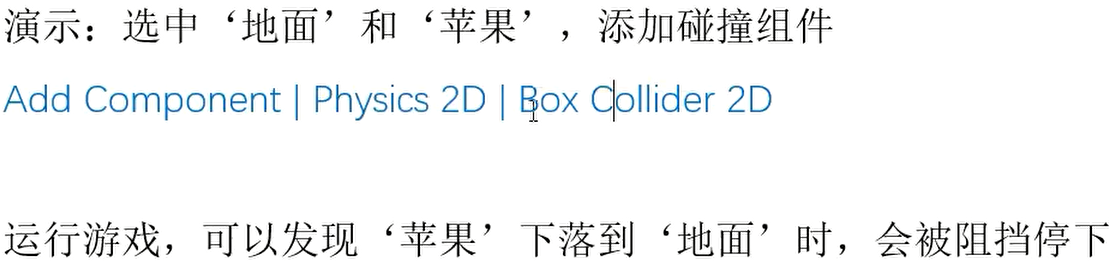 演示：选中‘地面’和‘苹果’，添加碰撞组件
Add Component | Physics 2D | Box Collider 2D
运行游戏，可以发现‘苹果’下落到‘地面’时，会被阻挡停下